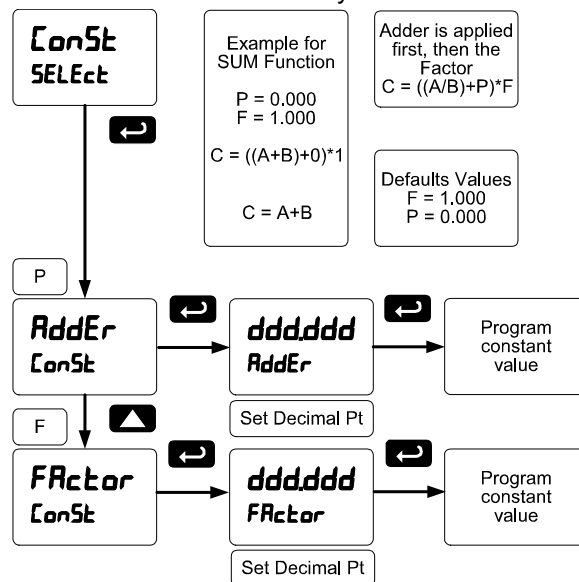 ConSt
SELEct
Example for
SUM Function
P = 0.000
F = 1.000
C = ((A+B)+0)*1
C = A+B
Adder is applied
first, then the
Factor
C = ((A/B)+P)*F
Defaults Values
F = 1.000
P = 0.000
P
AddEr
ConSt
ddd.ddd
AddEr
Program
constant
value
Set Decimal Pt
F
FActor
ConSt
ddd.ddd
FActor
Program
constant
value
Set Decimal Pt